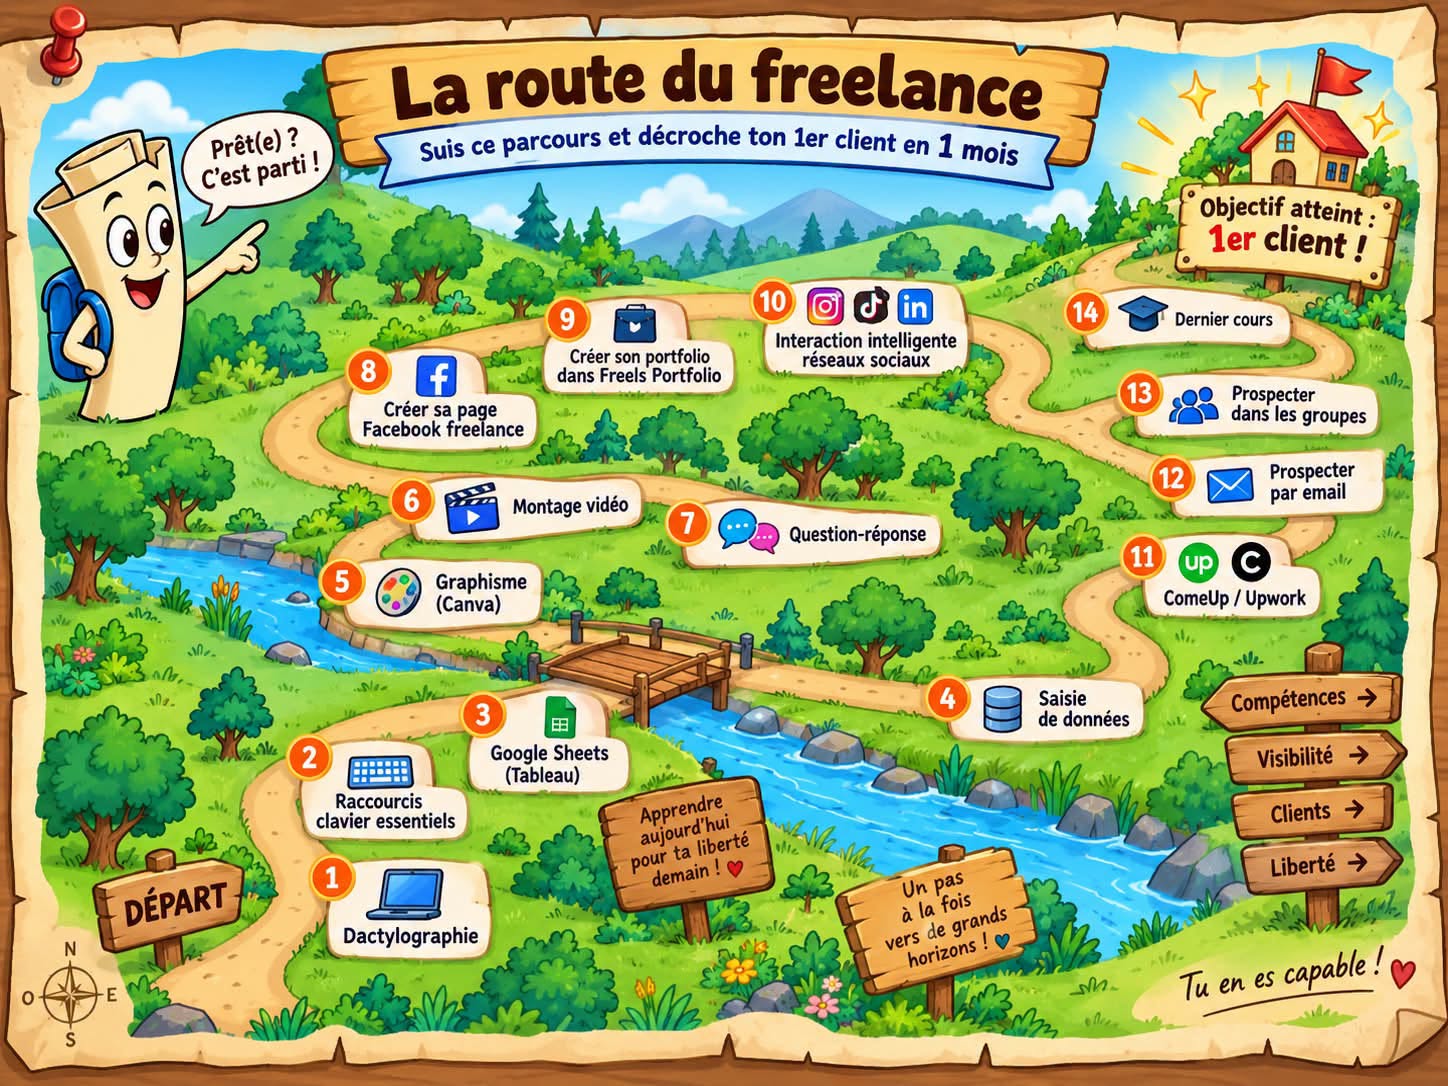 La route du freelance
Suis ce parcours et décroche ton 1er client en 1 mois
Prêt(e) ?
C'est parti !
Objectif atteint :
1er client !
14
Dernier cours
13
Prospecter
dans les groupes
12
Prospecter
par email
11
up C
ComeUp / Upwork
10
in
Interaction intelligente
réseaux sociaux
9
Créer son portfolio
dans Freels Portfolio
8
f
Créer sa page
Facebook freelance
6
Montage vidéo
7
Question-réponse
5
Graphisme
(Canva)
4
Saisie
de données
3
Google Sheets
(Tableau)
2
Raccourcis
clavier essentiels
1
Dactylographie
DÉPART
Apprendre
aujourd'hui
pour ta liberté
demain !
Un pas
à la fois
vers de grands
horizons !
Compétences →
Visibilité →
Clients →
Liberté →
Tu en es capable !
N
O E
S